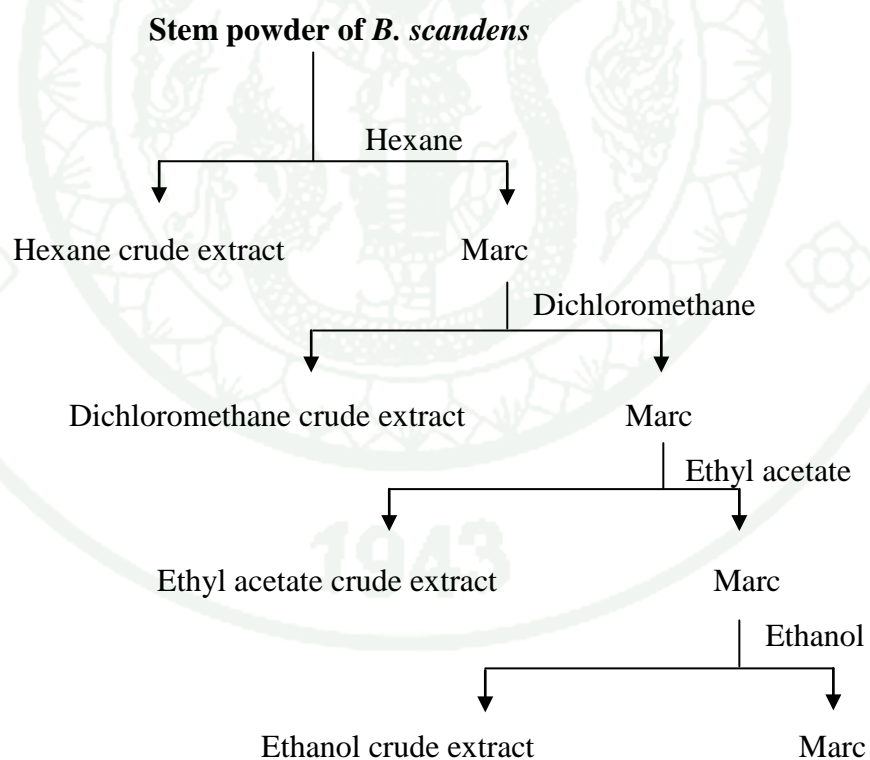 Stem powder of B. scandens
Hexane
Hexane crude extract Marc
Dichloromethane
Dichloromethane crude extract Marc
Ethyl acetate
Ethyl acetate crude extract Marc
1943
Ethanol
Ethanol crude extract Marc